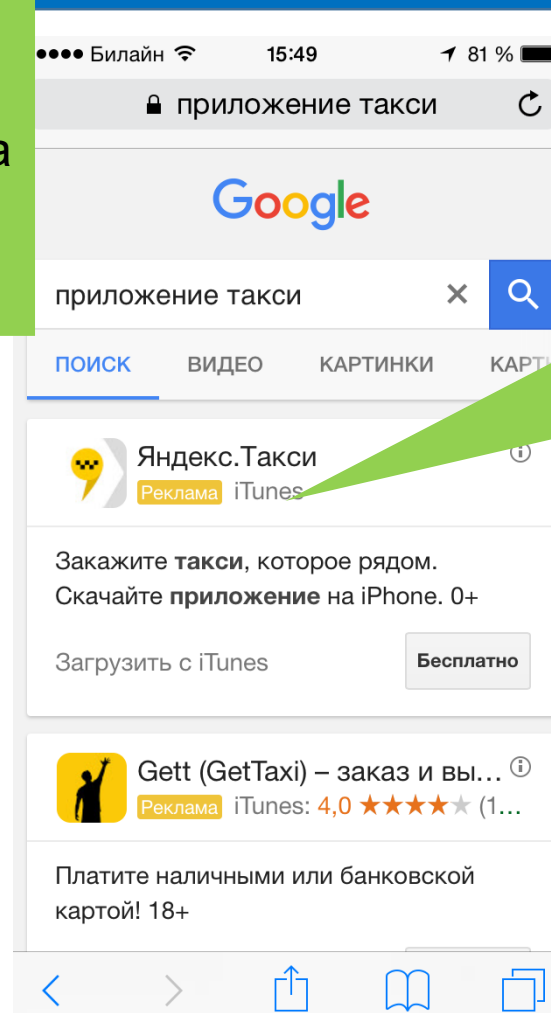 а
Билайн 15:49 81 %
приложение такси
Google
приложение такси
ПОИСК ВИДЕО КАРТИНКИ
Яндекс.Такси
Реклама iTunes
Закажите такси, которое рядом.
Скачайте приложение на iPhone. 0+
Загрузить с iTunes Бесплатно
Gett (GetTaxi) – заказ и вы...
Реклама iTunes: 4,0 ★★★★★ (1...
Платите наличными или банковской
картой! 18+